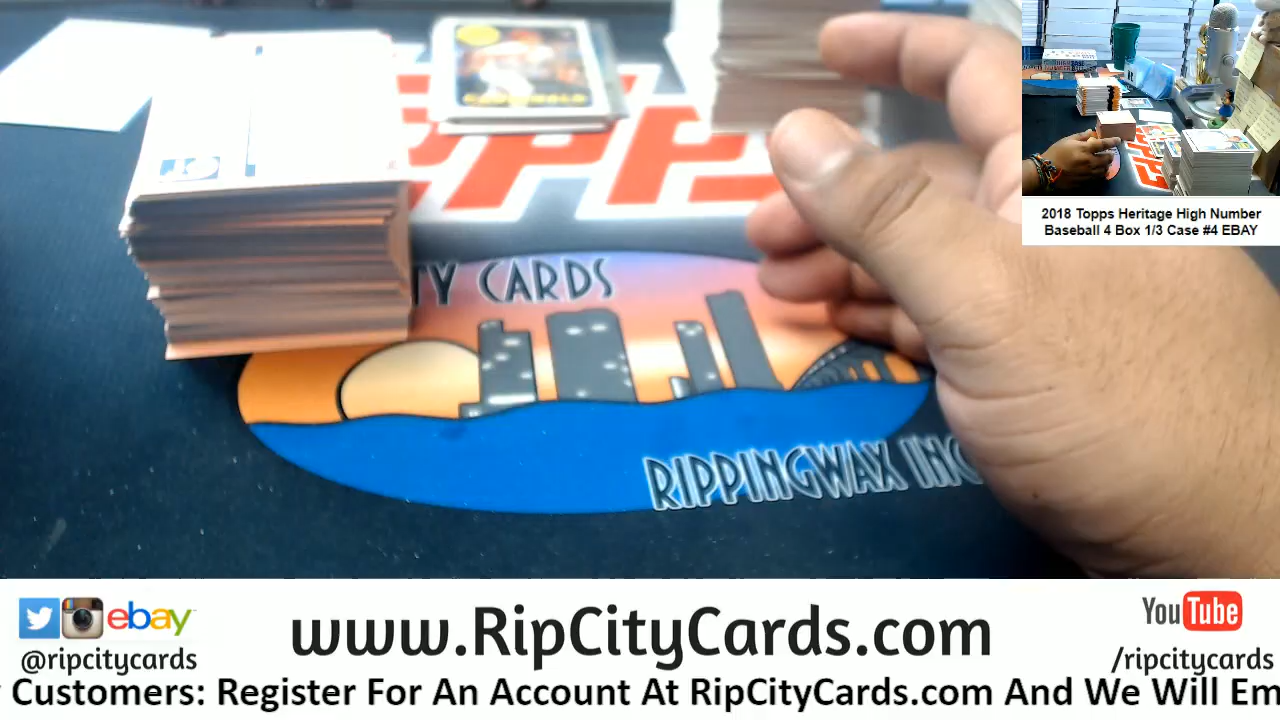 TY CARDS
RIPPINGWAX INC
2018 Topps Heritage High Number
Baseball 4 Box 1/3 Case #4 EBAY
ebay
@ripcitycards
www.RipCityCards.com
YouTube
/ripcitycards
Customers: Register For An Account At RipCityCards.com And We Will Em